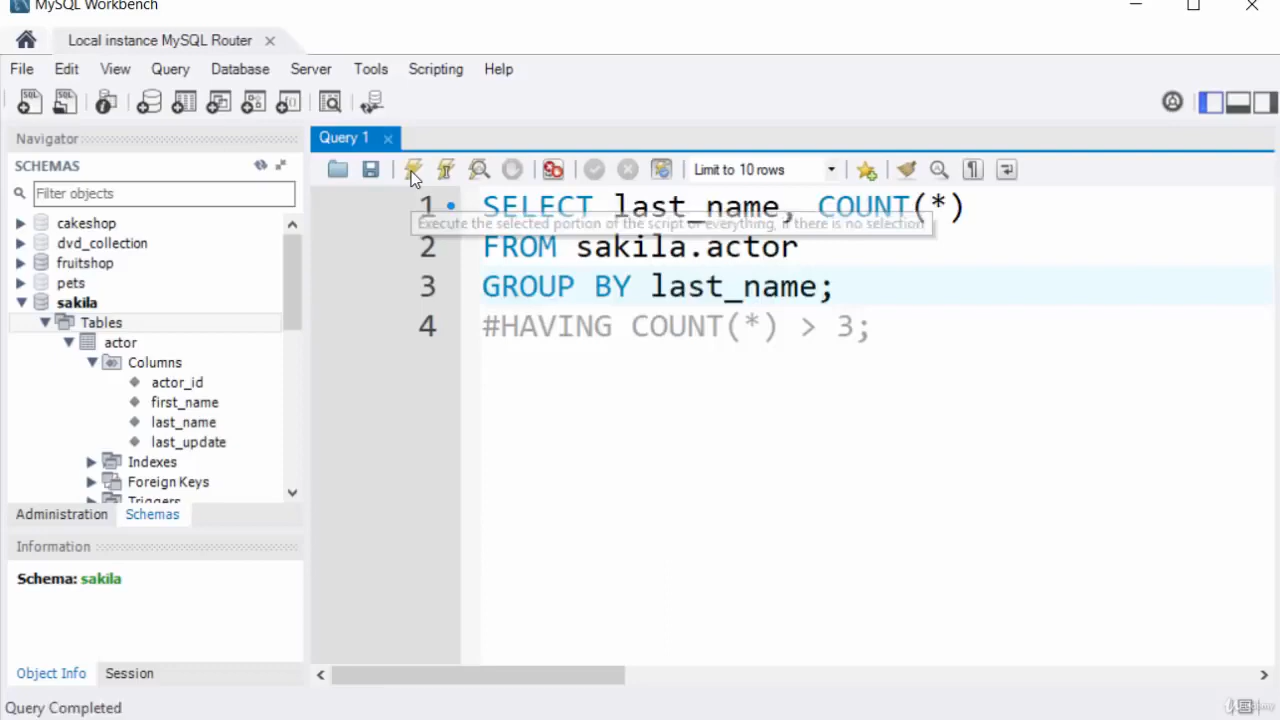 MySQL Workbench
Local instance MySQL Router
File Edit View Query Database Server Tools Scripting Help
Navigator
SCHEMAS
Filter objects
cakeshop
dvd_collection
fruitshop
pets
sakila
Tables
actor
Columns
actor_id
first_name
last_name
last_update
Indexes
Foreign Keys
Triggers
Administration Schemas
Information
Schema: sakila
Object Info Session
Query Completed
Query 1
Limit to 10 rows
1 SELECT last_name, COUNT(*)
Execute the selected portion of the script or everything, if there is no selection
2 FROM sakila.actor
3 GROUP BY last_name;
4 #HAVING COUNT(*) > 3;